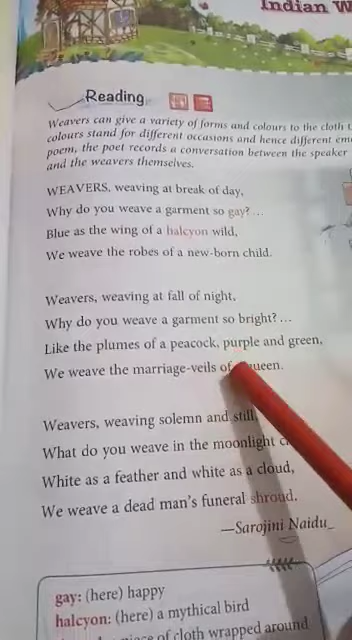 Indian W
Reading
Weavers can give a variety of forms and colours to the cloth t
colours stand for different occasions and hence different em
poem, the poet records a conversation between the speaker
and the weavers themselves.
WEAVERS, weaving at break of day,
Why do you weave a garment so gay?...
Blue as the wing of a halcyon wild,
We weave the robes of a new-born child.
Weavers, weaving at fall of night,
Why do you weave a garment so bright?...
Like the plumes of a peacock, purple and green,
We weave the marriage-veils of ueen.
Weavers, weaving solemn and still,
What do you weave in the moonlight c
White as a feather and white as a cloud,
We weave a dead man's funeral shroud.
—Sarojini Naidu
gay: (here) happy
halcyon: (here) a mythical bird
piece of cloth wrapped around